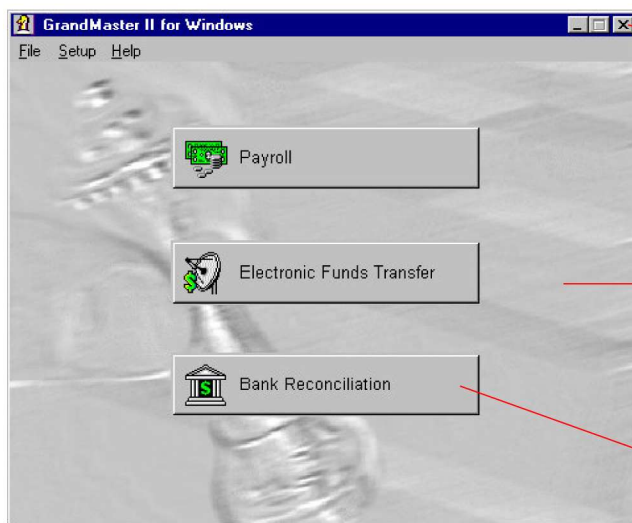 GrandMaster II for Windows
File Setup Help
Payroll
Electronic Funds Transfer
Bank Reconciliation